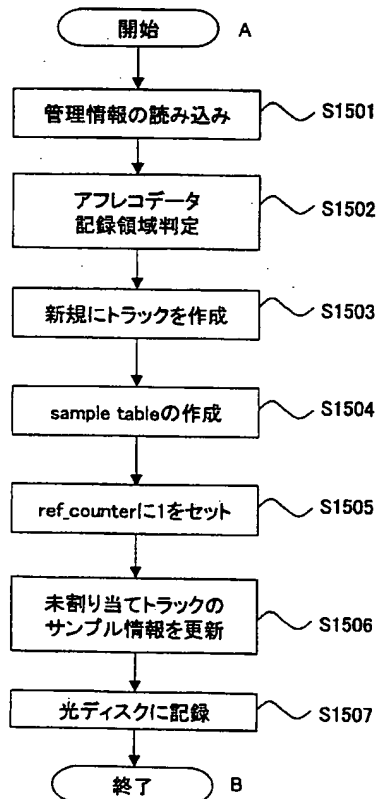 開始 A
管理情報の読み込み S1501
アフレコデータ
記録領域判定 S1502
新規にトラックを作成 S1503
sample tableの作成 S1504
ref_counterに1をセット S1505
未割り当てトラックの
サンプル情報を更新 S1506
光ディスクに記録 S1507
終了 B